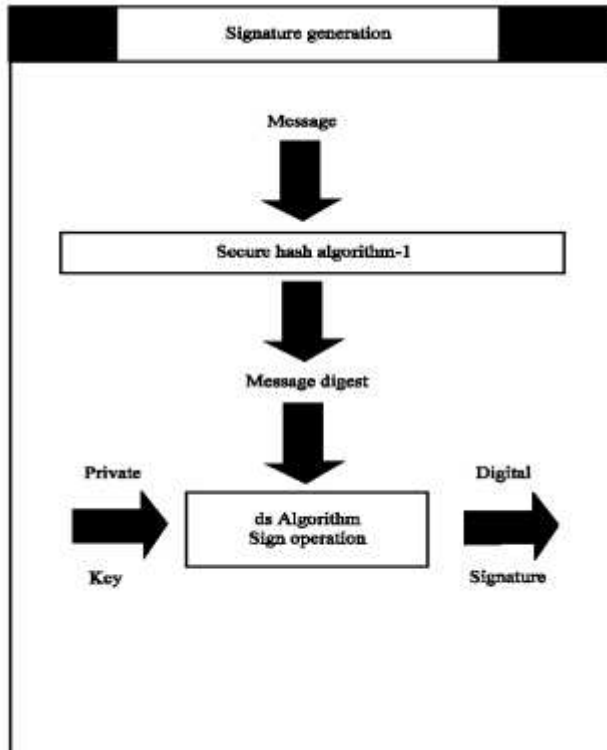 Signature generation
Message
Secure hash algorithm-1
Message digest
Private
Key
ds Algorithm
Sign operation
Digital
Signature